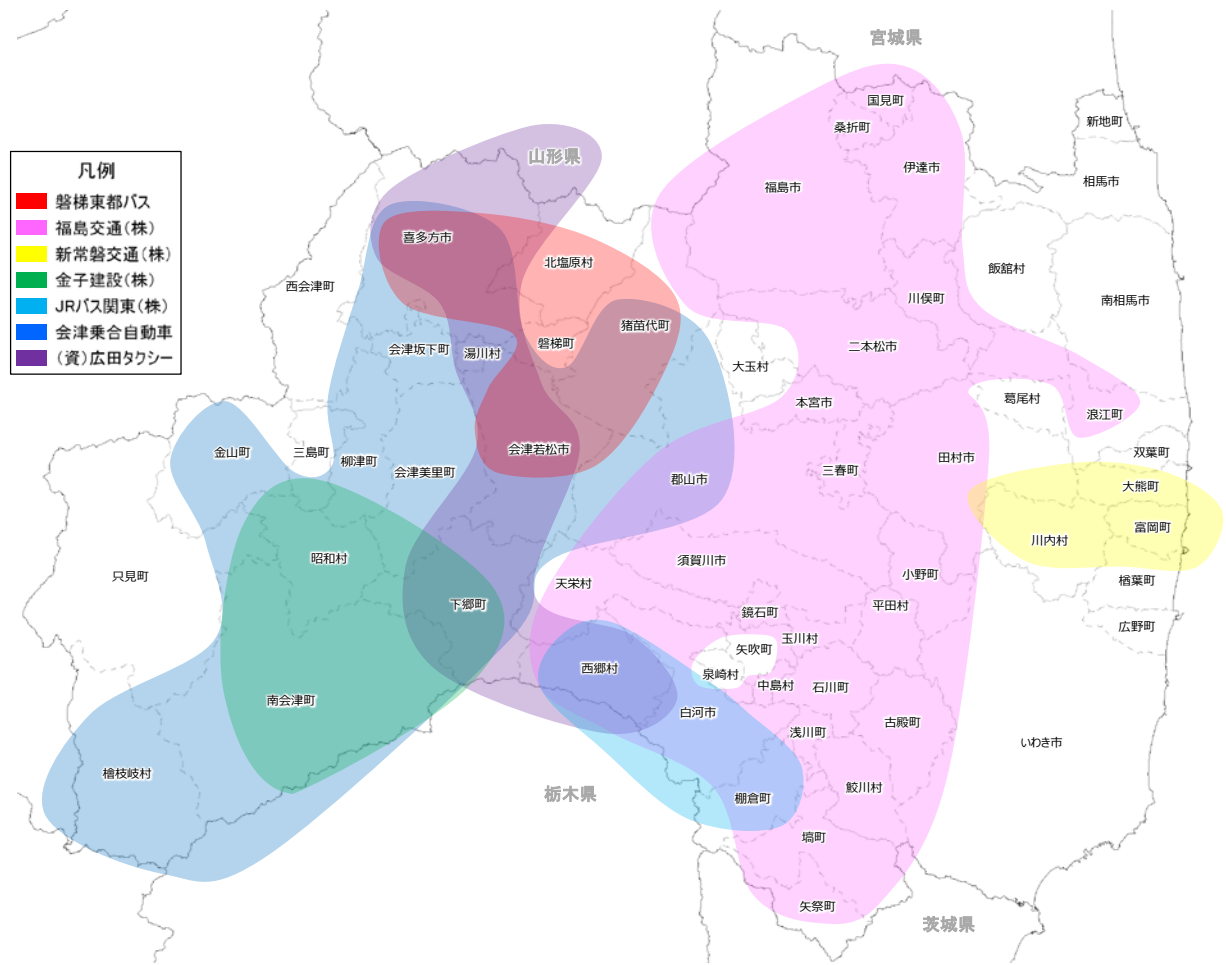 宮城県
国見町
桑折町
新地町
山形県
伊達市
福島市
相馬市
凡例
磐梯東都バス
福島交通(株)
新常磐交通(株)
金子建設(株)
JRバス関東(株)
会津乗合自動車
(資)広田タクシー
喜多方市
北塩原村
飯舘村
西会津町
川俣町
南相馬市
猪苗代町
磐梯町
二本松市
会津坂下町
湯川村
大玉村
葛尾村
本宮市
浪江町
会津若松市
金山町
三島町
柳津町
双葉町
田村市
会津美里町
三春町
郡山市
大熊町
富岡町
川内村
昭和村
須賀川市
只見町
天栄村
小野町
楢葉町
下郷町
平田村
鏡石町
広野町
玉川村
矢吹町
西郷村
泉崎村
中島村
石川町
南会津町
白河市
古殿町
浅川町
いわき市
檜枝岐村
鮫川村
栃木県
棚倉町
塙町
矢祭町
茨城県